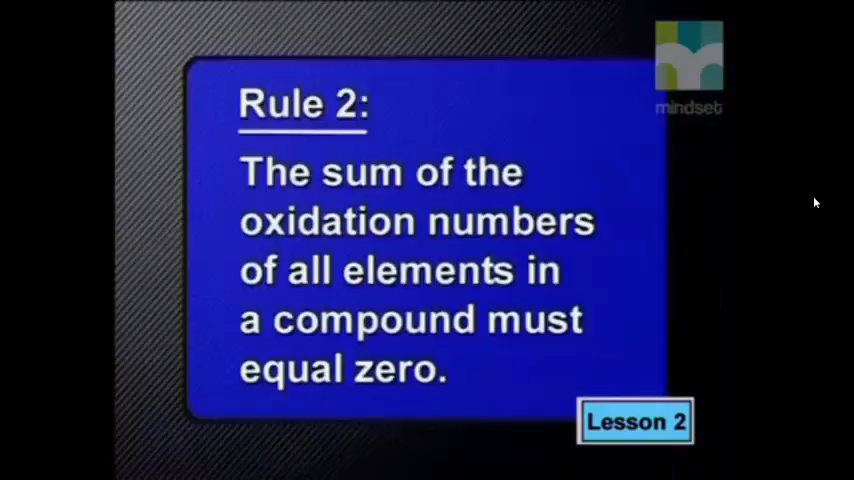 mindset
Rule 2:
The sum of the
oxidation numbers
of all elements in
a compound must
equal zero.
Lesson 2